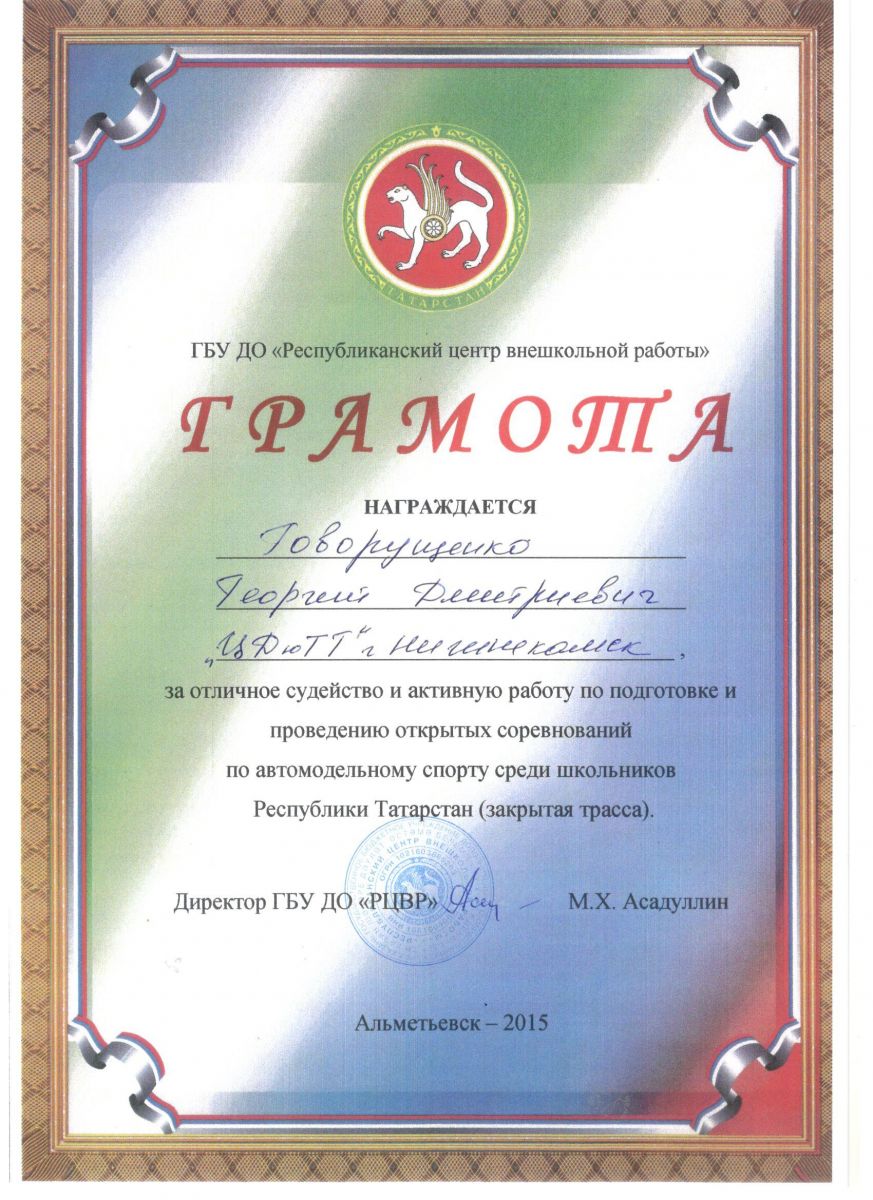 ТАТАРСТАН
ГБУ ДО «Республиканский центр внешкольной работы»
ГРАМОТА
НАГРАЖДАЕТСЯ
Говорущенко
Георгий Дмитриевич
„ЦДюТТ" г Нижнекамск,
за отличное судейство и активную работу по подготовке и
проведению открытых соревнований
по автомодельному спорту среди школьников
Республики Татарстан (закрытая трасса).
Директор ГБУ ДО «РЦВР» М.Х. Асадуллин
Альметьевск – 2015